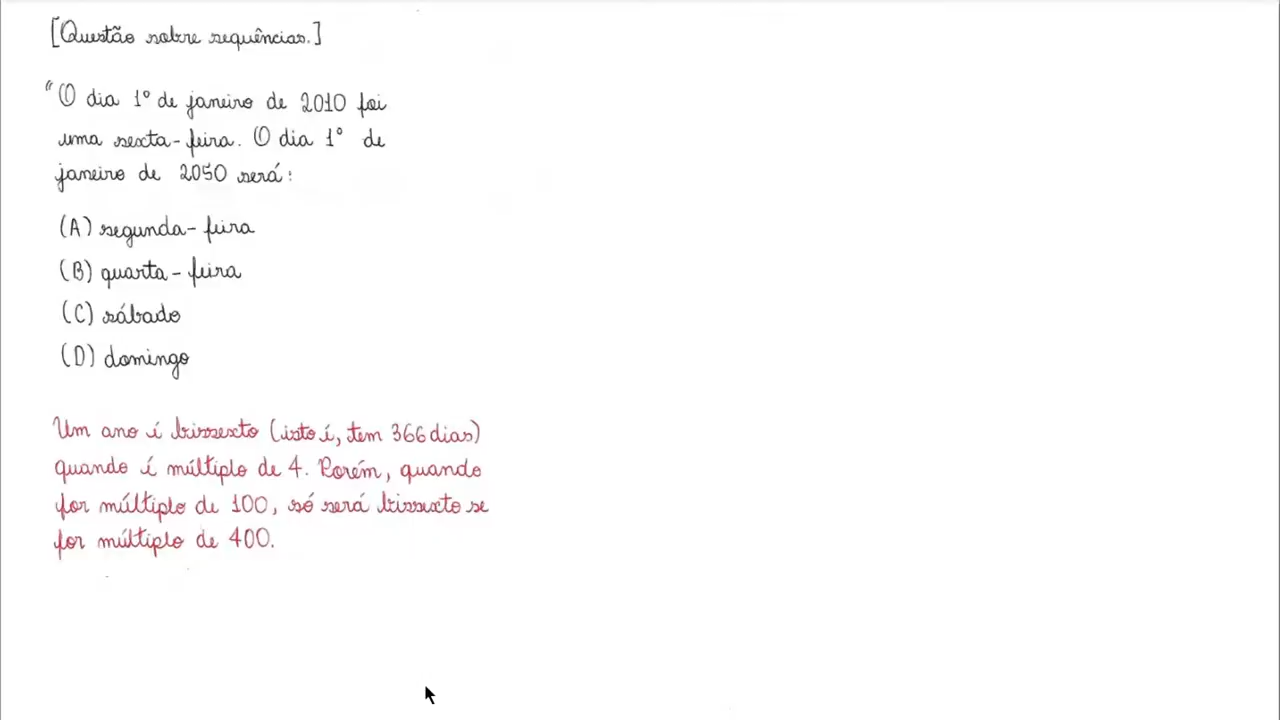 [Questão sobre sequências.]
"O dia 1º de janeiro de 2010 foi
uma sexta-feira. O dia 1º de
janeiro de 2050 será:
(A) segunda-feira
(B) quarta-feira
(C) sábado
(D) domingo
Um ano é bissexto (isto é, tem 366 dias)
quando é múltiplo de 4. Porém, quando
for múltiplo de 100, só será bissexto se
for múltiplo de 400.